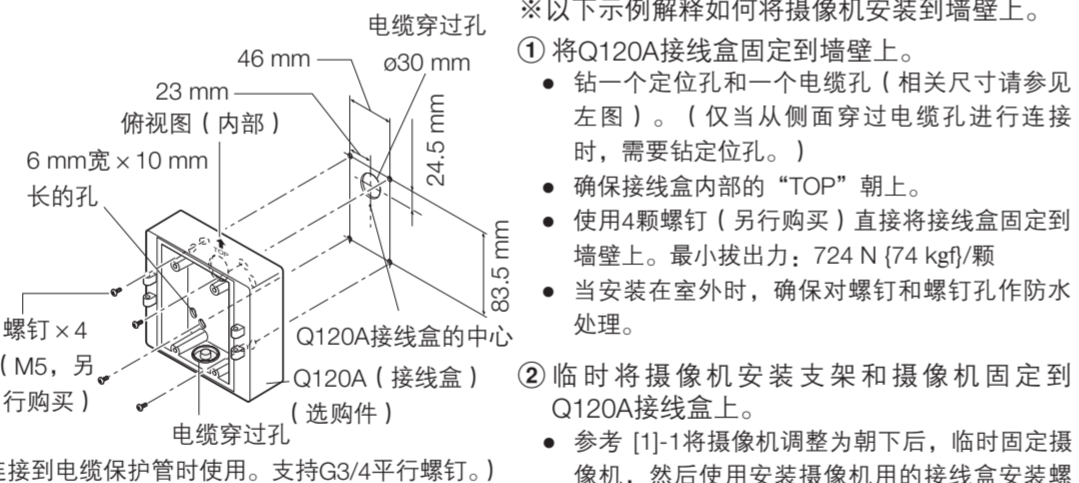 电缆穿过孔
ø30 mm
46 mm
23 mm
24.5 mm
俯视图（内部）
6 mm宽 × 10 mm
长的孔
TOP
83.5 mm
螺钉 × 4
（M5，另
行购买）
Q120A接线盒的中心
Q120A（接线盒）
（选购件）
电缆穿过孔
连接到电缆保护管时使用。支持G3/4平行螺钉。）
※以下示例解释如何将摄像机安装到墙壁上。
① 将Q120A接线盒固定到墙壁上。
● 钻一个定位孔和一个电缆孔（相关尺寸请参见
左图）。（仅当从侧面穿过电缆孔进行连接
时，需要钻定位孔。）
● 确保接线盒内部的“TOP”朝上。
● 使用4颗螺钉（另行购买）直接将接线盒固定到
墙壁上。最小拔出力：724 N {74 kgf}/颗
● 当安装在室外时，确保对螺钉和螺钉孔作防水
处理。
② 临时将摄像机安装支架和摄像机固定到
Q120A接线盒上。
● 参考 [1]-1将摄像机调整为朝下后，临时固定摄
像机，然后使用安装摄像机用的接线盒安装螺